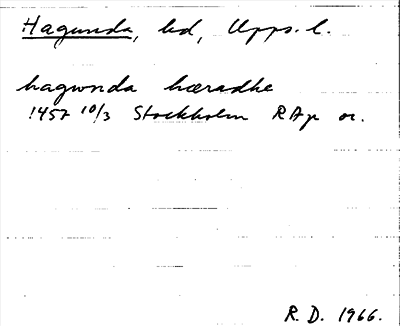 Hagunda, hd, Upps. l.
hagwnda hæradhe
1457 10/3 Stockholm RAp or.
R. D. 1966.